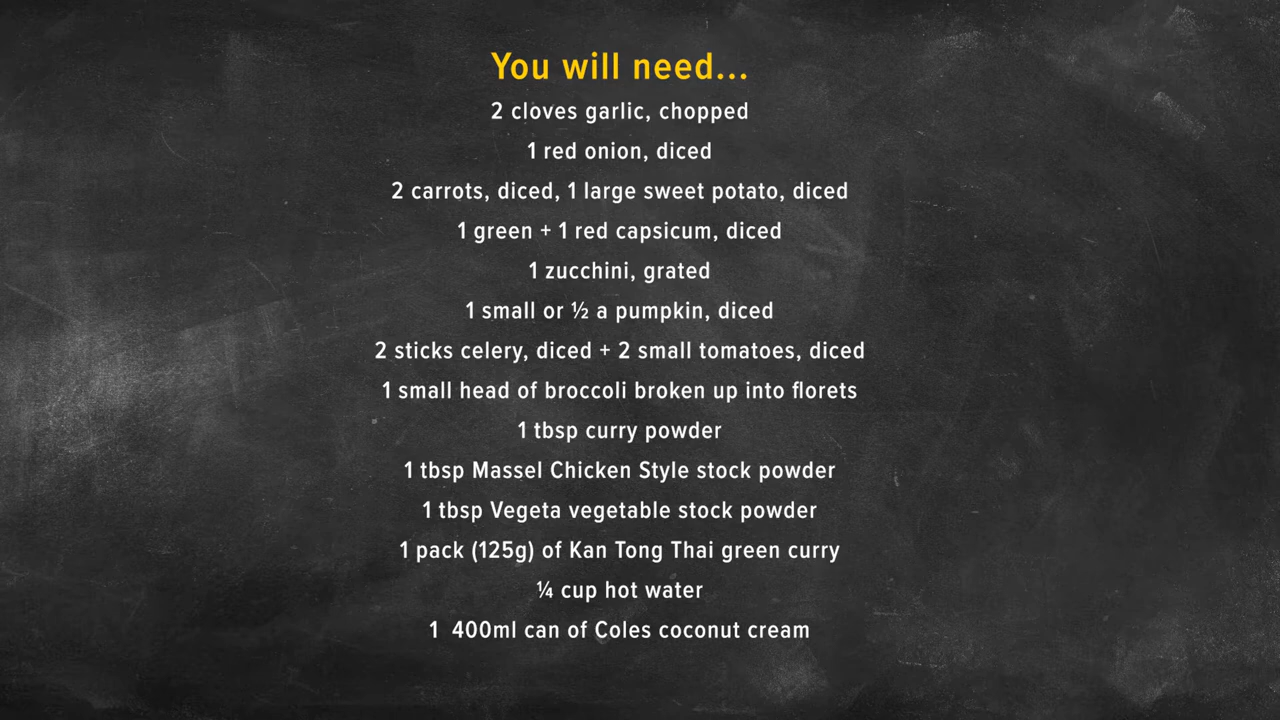 You will need...
2 cloves garlic, chopped
1 red onion, diced
2 carrots, diced, 1 large sweet potato, diced
1 green + 1 red capsicum, diced
1 zucchini, grated
1 small or ½ a pumpkin, diced
2 sticks celery, diced + 2 small tomatoes, diced
1 small head of broccoli broken up into florets
1 tbsp curry powder
1 tbsp Massel Chicken Style stock powder
1 tbsp Vegeta vegetable stock powder
1 pack (125g) of Kan Tong Thai green curry
¼ cup hot water
1 400ml can of Coles coconut cream